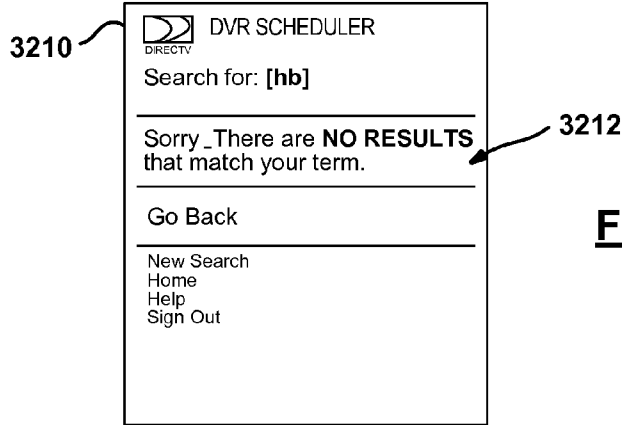 3210
DVR SCHEDULER
DIRECTV
Search for: [hb]
Sorry_There are NO RESULTS
that match your term.
3212
Go Back
F
New Search
Home
Help
Sign Out